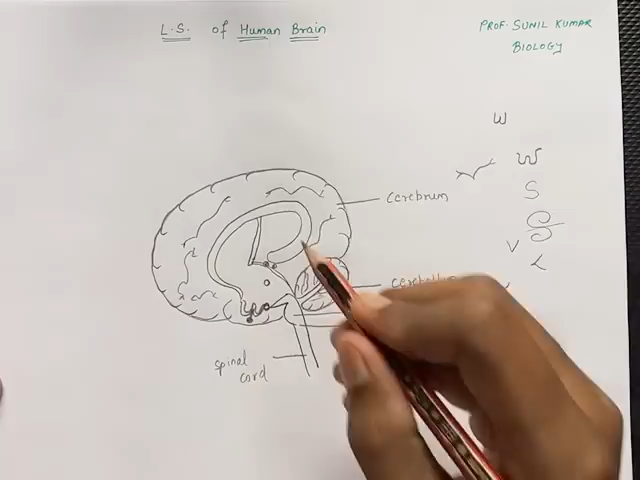 L.S. of Human Brain
PROF. SUNIL KUMAR
BIOLOGY
W
W
S
V
L
Cerebrum
Spinal
cord